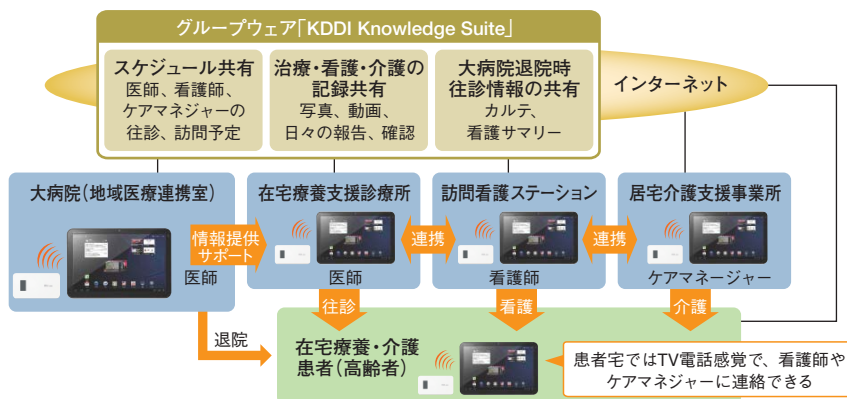 グループウェア「KDDI Knowledge Suite」
スケジュール共有
医師、看護師、
ケアマネジャーの
往診、訪問予定
治療・看護・介護の
記録共有
写真、動画、
日々の報告、確認
大病院退院時
往診情報の共有
カルテ、
看護サマリー
インターネット
大病院（地域医療連携室）
医師
情報提供
サポート
在宅療養支援診療所
医師
連携
訪問看護ステーション
看護師
連携
居宅介護支援事業所
ケアマネージャー
往診
看護
介護
退院
在宅療養・介護
患者（高齢者）
患者宅ではTV電話感覚で、看護師や
ケアマネジャーに連絡できる